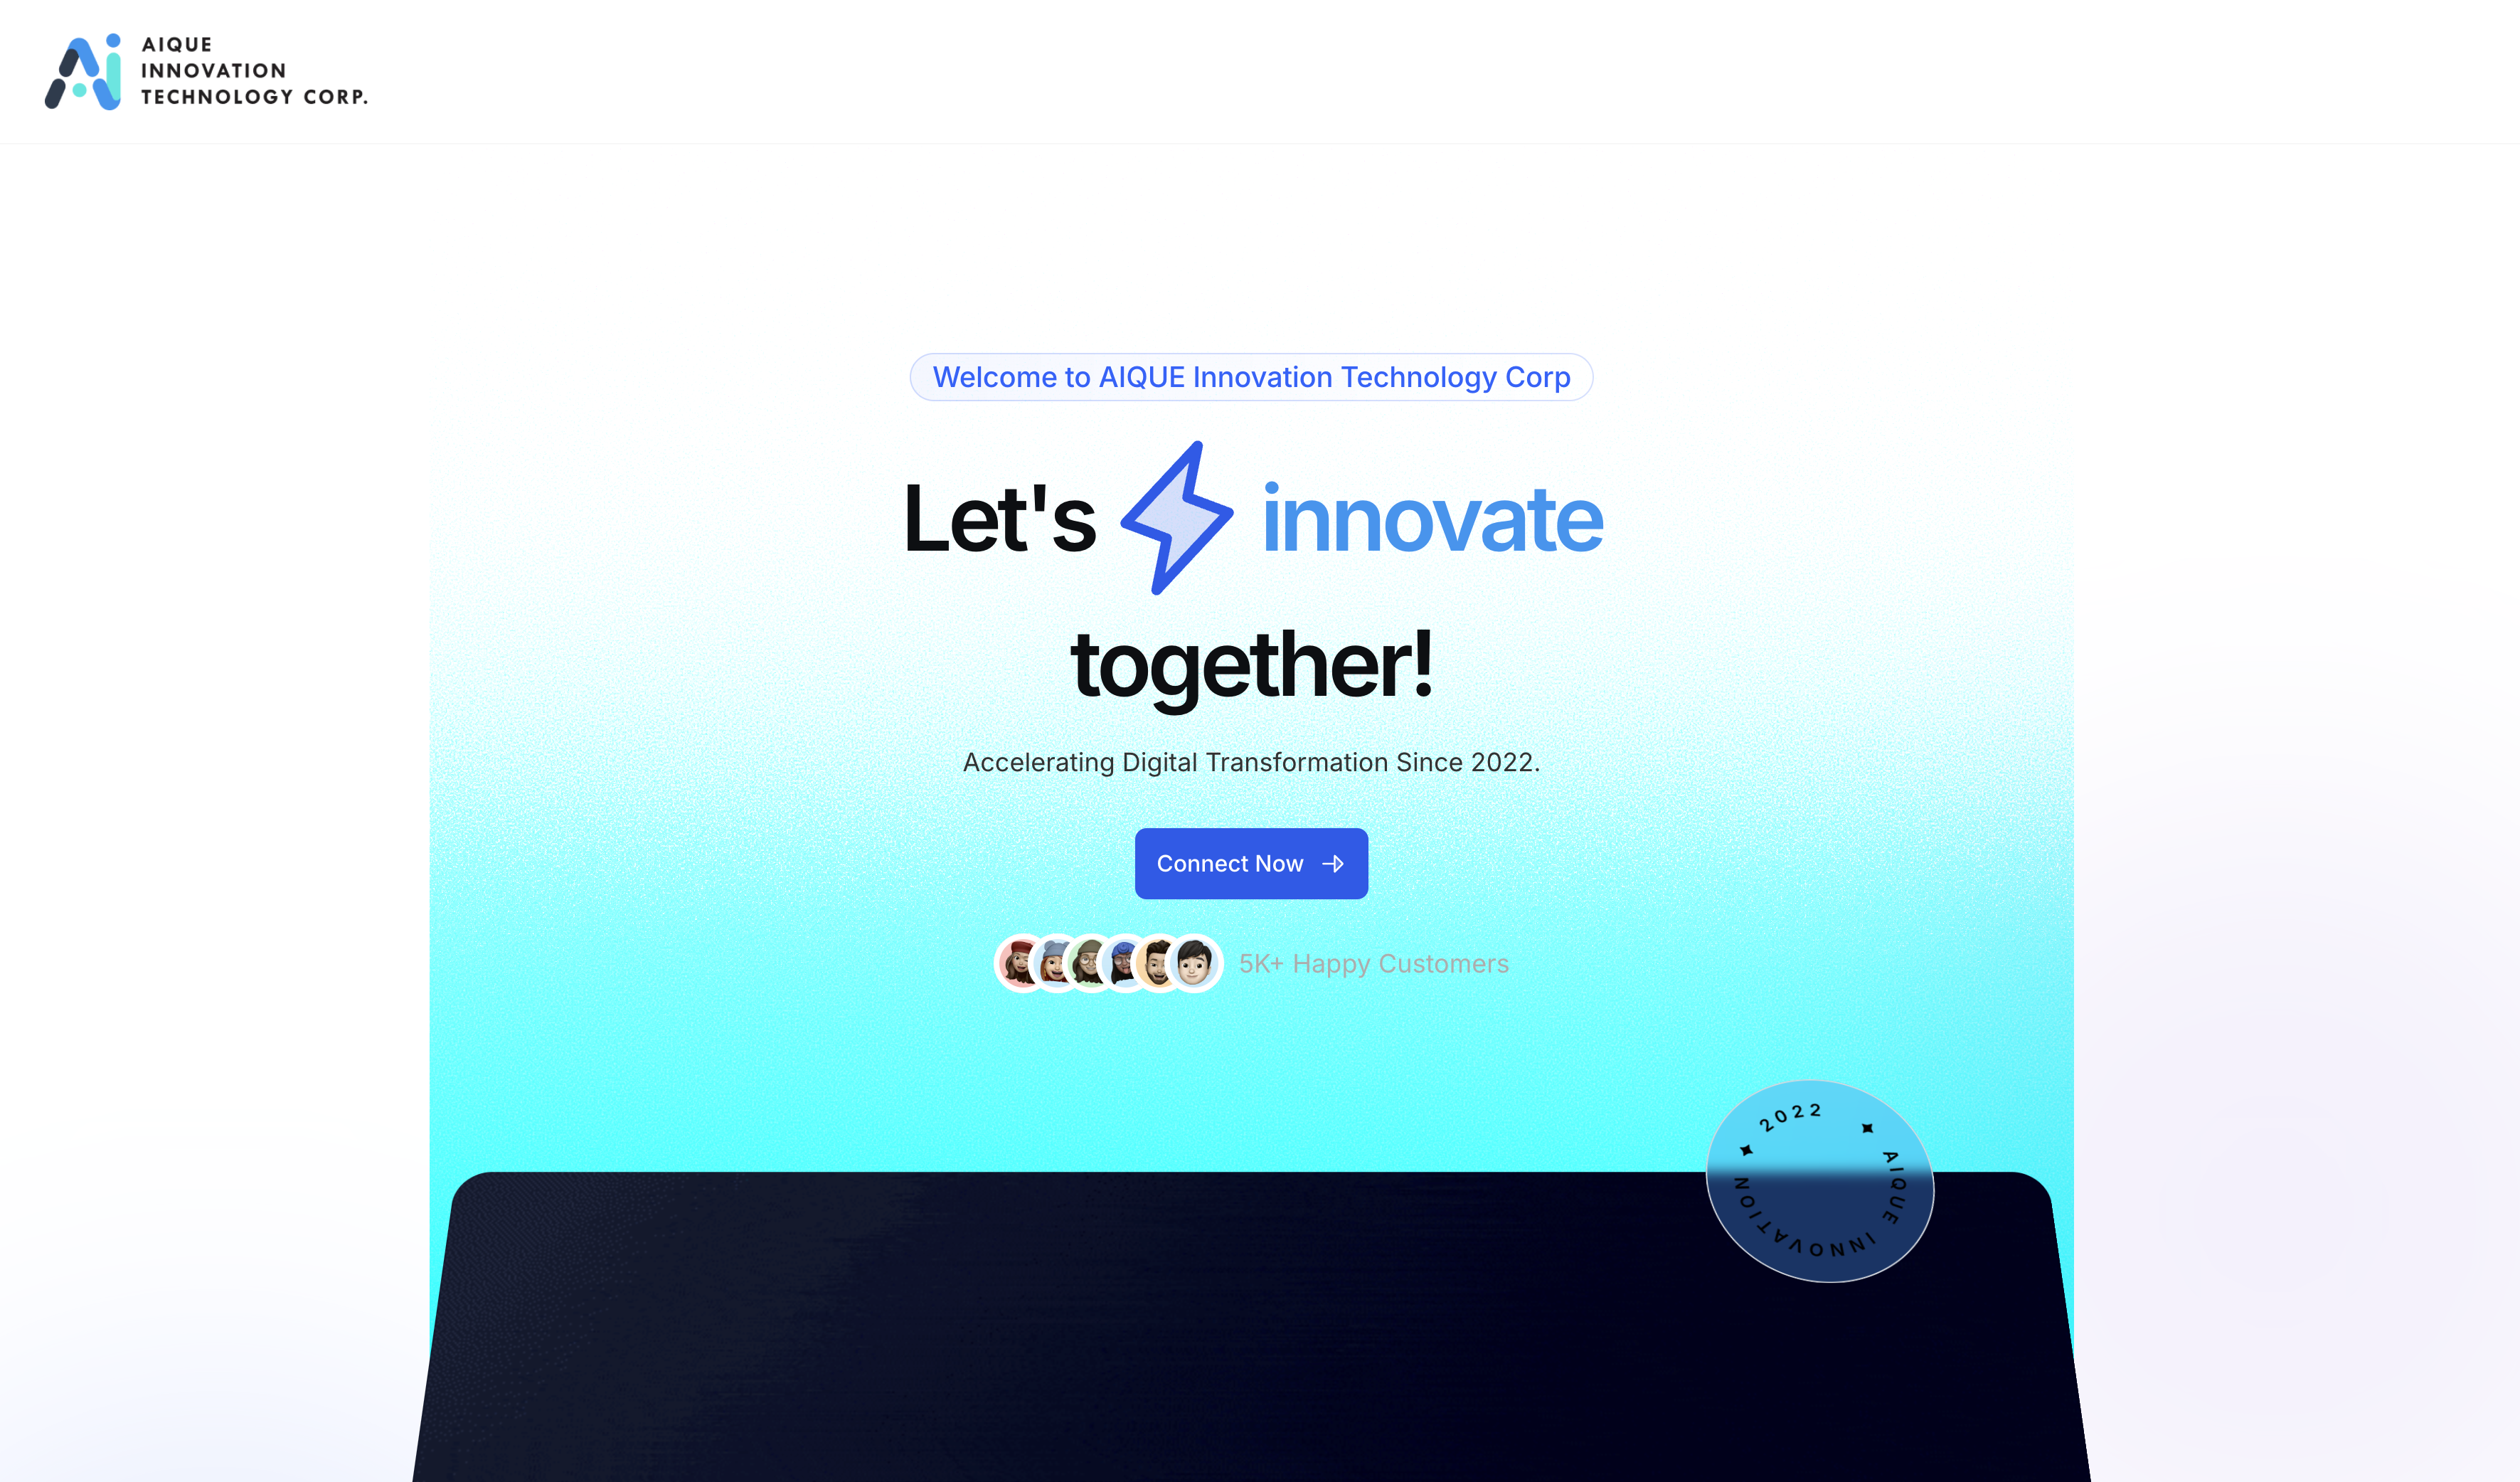 AIQUE
INNOVATION
TECHNOLOGY CORP.
Welcome to AIQUE Innovation Technology Corp
Let's innovate
together!
Accelerating Digital Transformation Since 2022.
Connect Now
5K+ Happy Customers
2022 ✦ AIQUE INNOVATION ✦